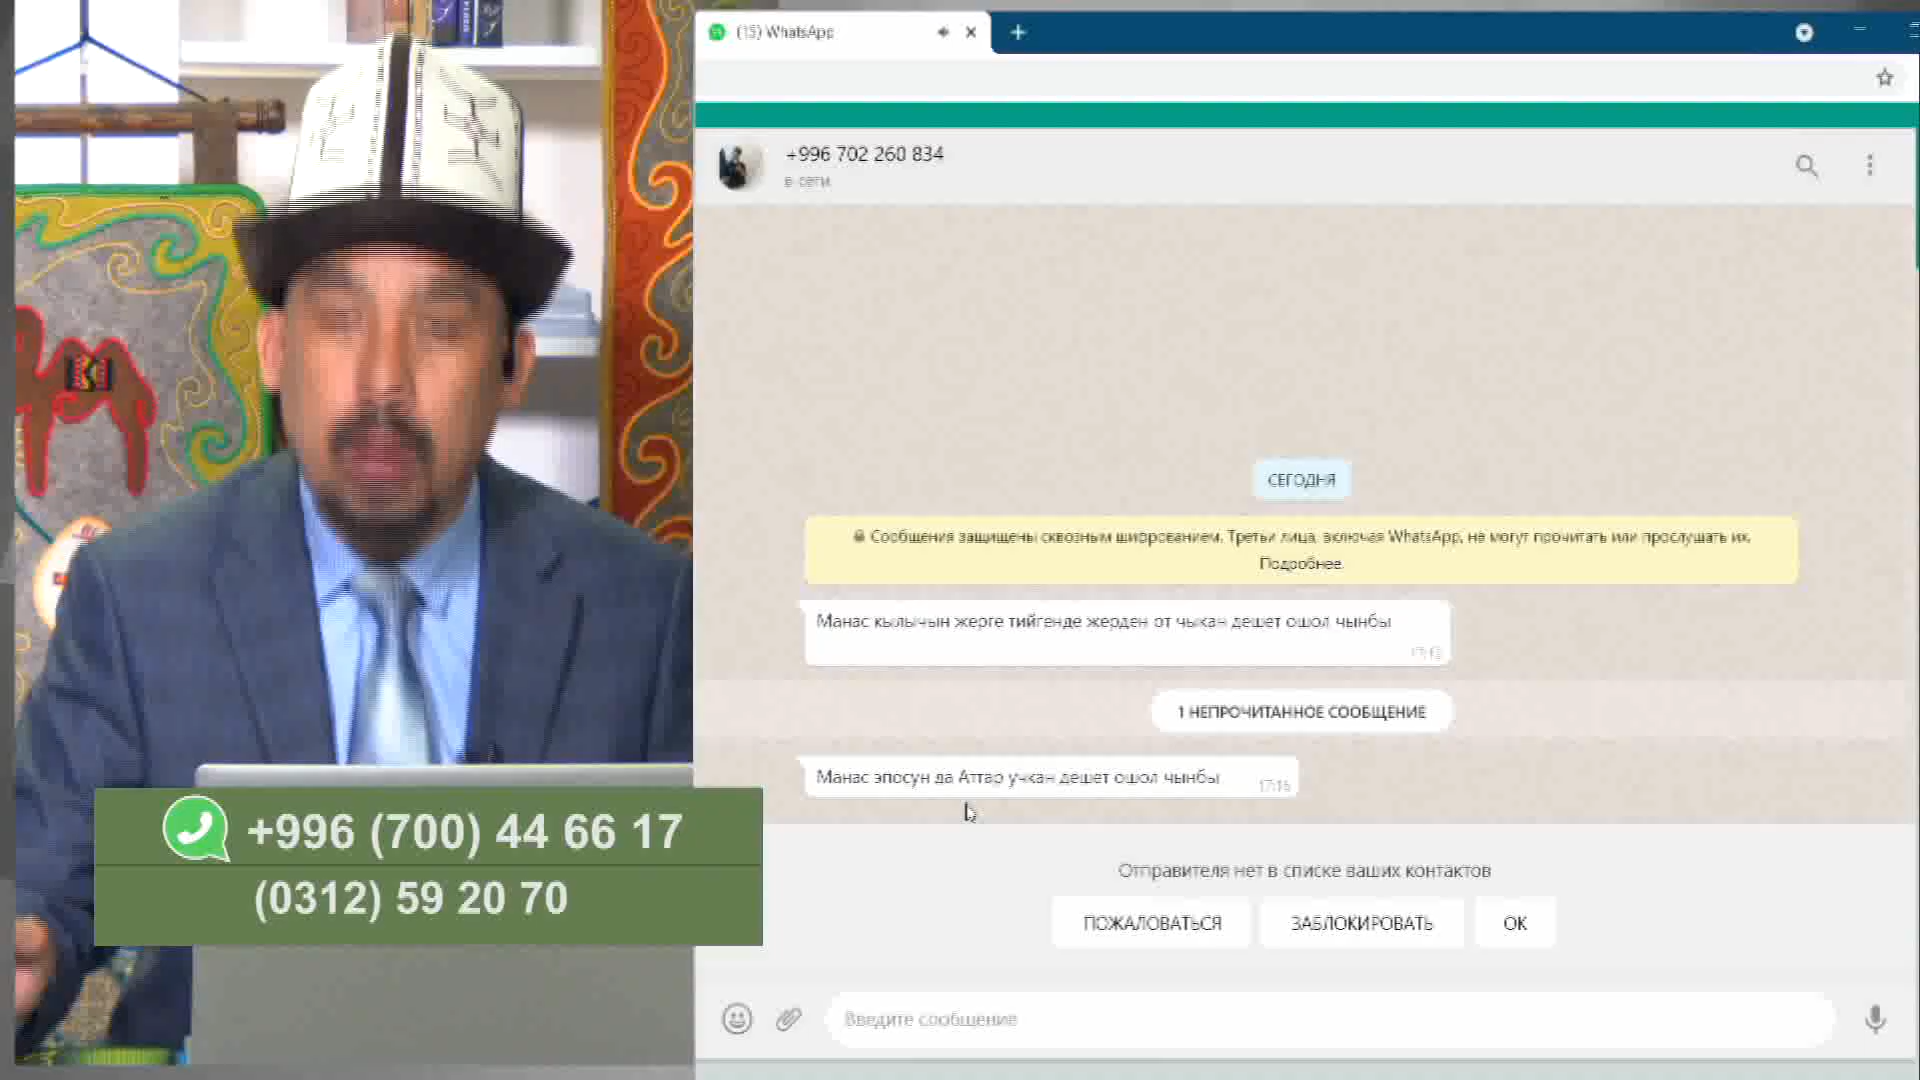 (15) WhatsApp
+996 702 260 834
в сети
СЕГОДНЯ
Сообщения защищены сквозным шифрованием. Третьи лица, включая WhatsApp, не могут прочитать или прослушать их.
Подробнее.
Манас кылычын жерге тийгенде жерден от чыкан дешет ошол чынбы
1 НЕПРОЧИТАННОЕ СООБЩЕНИЕ
Манас эпосун да Аттар учкан дешет ошол чынбы
17:16
+996 (700) 44 66 17
(0312) 59 20 70
Отправителя нет в списке ваших контактов
ПОЖАЛОВАТЬСЯ
ЗАБЛОКИРОВАТЬ
ОК
Введите сообщение